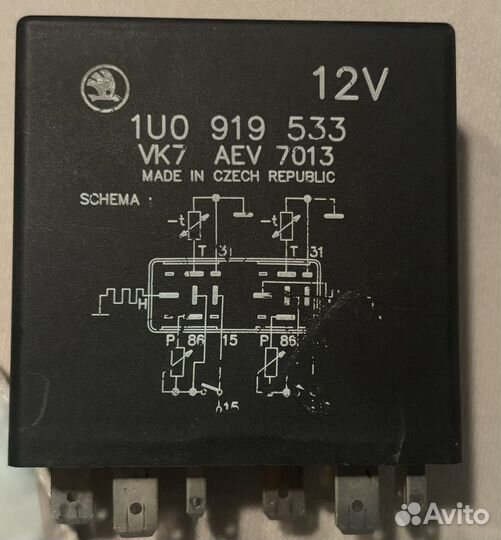 12V
1U0 919 533
VK7 AEV 7013
MADE IN CZECH REPUBLIC
SCHEMA :
-t -t
T 31 T 31
P 86 15 P 86
15
Avito